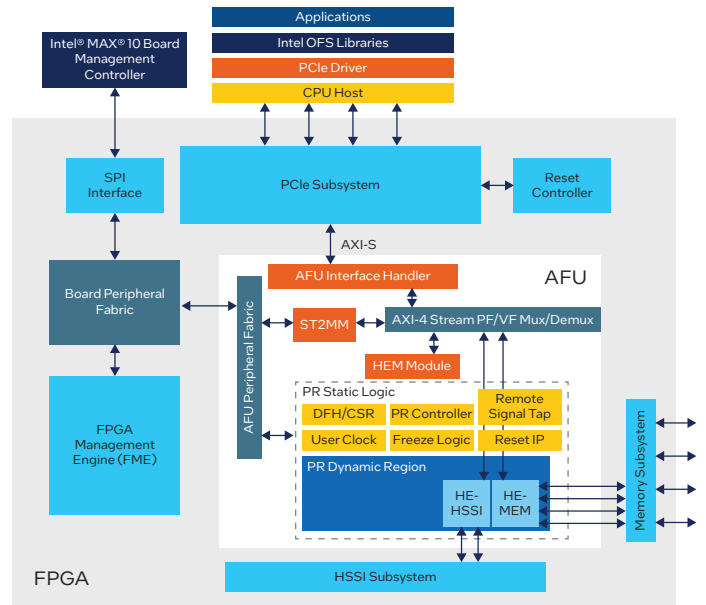 Applications
Intel OFS Libraries
PCIe Driver
CPU Host
Intel® MAX® 10 Board
Management
Controller
SPI
Interface
PCIe Subsystem
Reset
Controller
AXI-S
AFU Interface Handler
AFU
Board Peripheral
Fabric
AFU Peripheral Fabric
ST2MM
AXI-4 Stream PF/VF Mux/Demux
HEM Module
PR Static Logic
DFH/CSR
PR Controller
Remote
Signal Tap
User Clock
Freeze Logic
Reset IP
FPGA
Management
Engine (FME)
PR Dynamic Region
HE-
HSSI
HE-
MEM
Memory Subsystem
HSSI Subsystem
FPGA